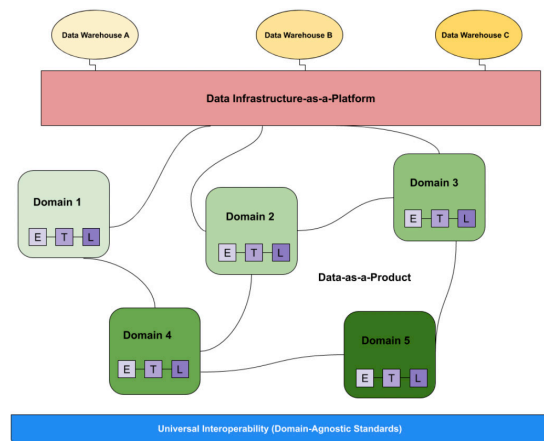 Data Warehouse A
Data Warehouse B
Data Warehouse C
Data Infrastructure-as-a-Platform
Domain 1
E T L
Domain 2
E T L
Domain 3
E T L
Data-as-a-Product
Domain 4
E T L
Domain 5
E T L
Universal Interoperability (Domain-Agnostic Standards)